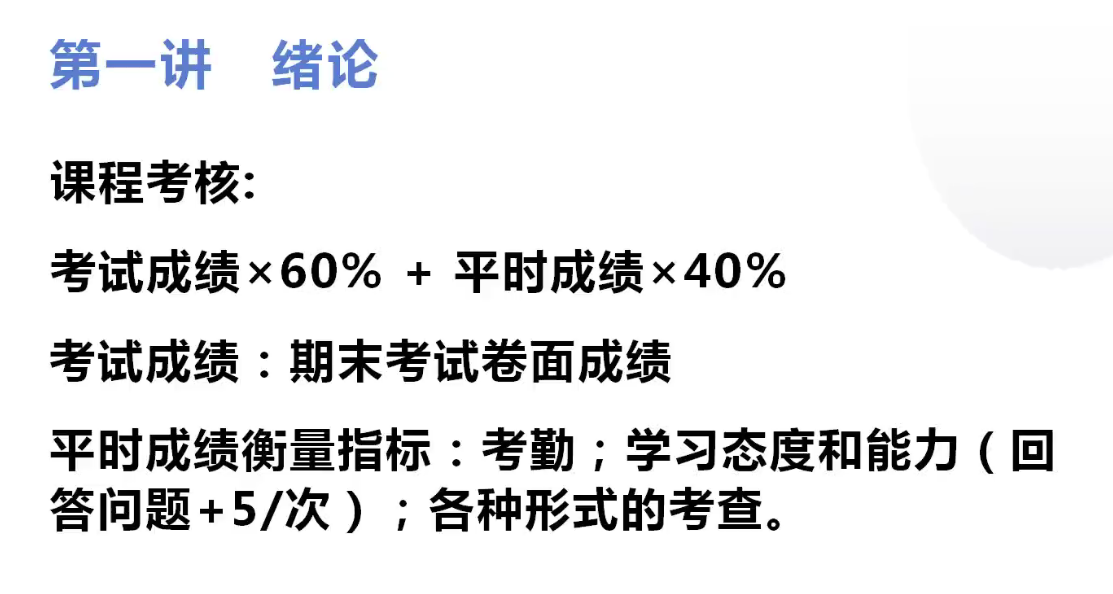 第一讲　绪论
课程考核:
考试成绩×60% + 平时成绩×40%
考试成绩：期末考试卷面成绩
平时成绩衡量指标：考勤；学习态度和能力（回
答问题+5/次）；各种形式的考查。